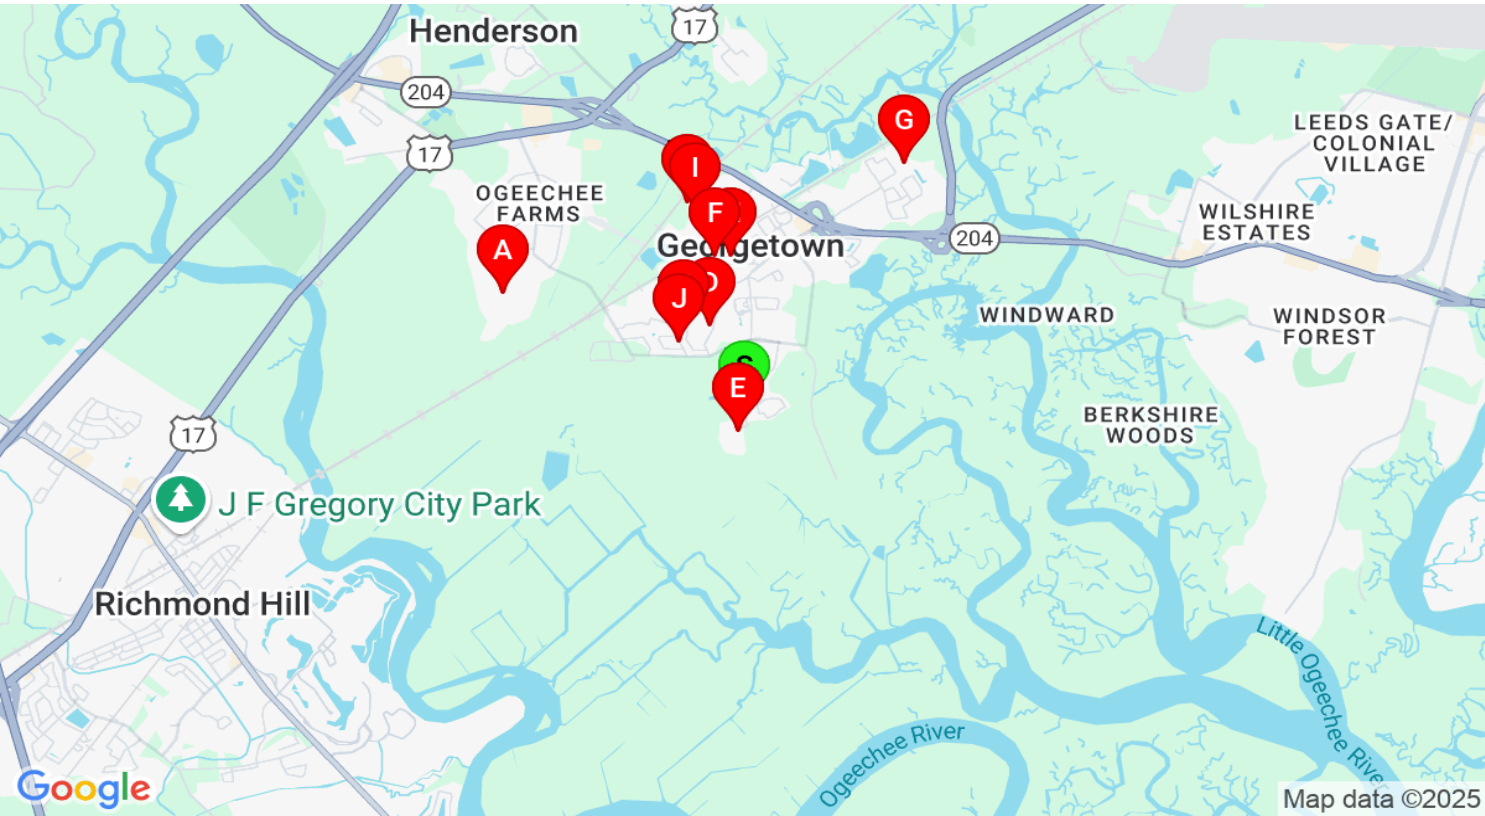 Henderson
17
204
G
LEEDS GATE/
COLONIAL
VILLAGE
17
I
OGEECHEE
FARMS
F
WILSHIRE
ESTATES
A
Georgetown
204
D
J
WINDWARD
WINDSOR
FOREST
S
E
BERKSHIRE
WOODS
17
J F Gregory City Park
Richmond Hill
Little Ogeechee River
Ogeechee River
Google
Map data ©2025